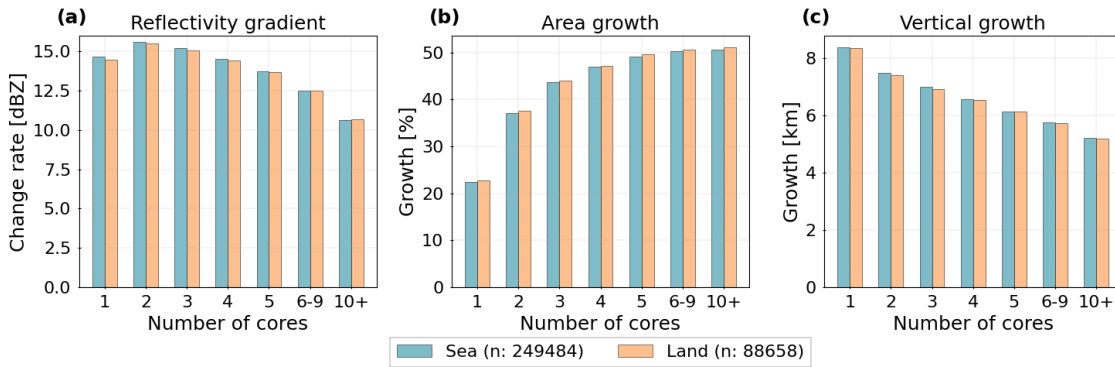 (a) Reflectivity gradient
15.0
12.5
10.0
7.5
5.0
2.5
0.0
Change rate [dBZ]
1 2 3 4 5 6-9 10+
Number of cores
(b) Area growth
50
40
30
20
10
0
Growth [%]
1 2 3 4 5 6-9 10+
Number of cores
(c) Vertical growth
8
6
4
2
0
Growth [km]
1 2 3 4 5 6-9 10+
Number of cores
Sea (n: 249484) Land (n: 88658)